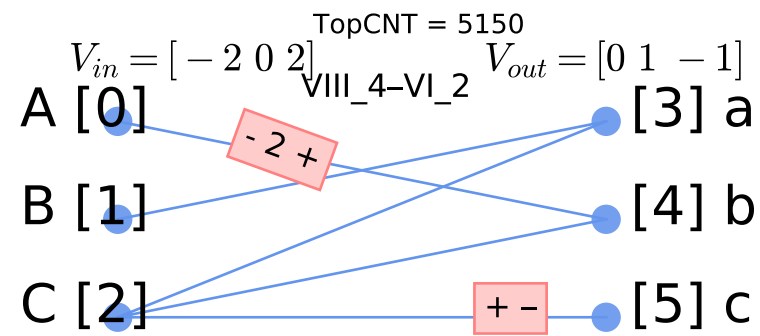 TopCNT = 5150
V_in = [ − 2 0 2]
V_out = [0 1 − 1]
VIII_4–VI_2
A [0]
[3] a
- 2 +
B [1]
[4] b
C [2]
+ –
[5] c